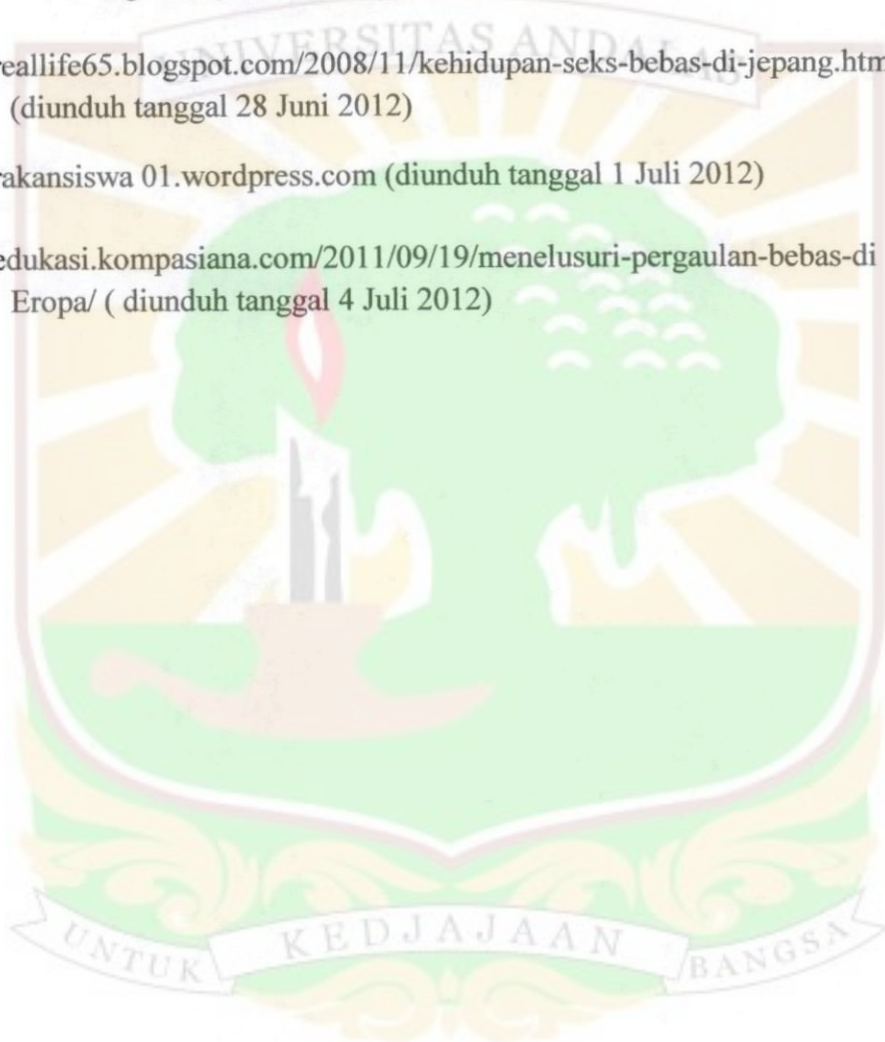 UNIVERSITAS ANDALAS
eallife65.blogspot.com/2008/11/kehidupan-seks-bebas-di-jepang.htm
(diunduh tanggal 28 Juni 2012)
akansiswa 01.wordpress.com (diunduh tanggal 1 Juli 2012)
edukasi.kompasiana.com/2011/09/19/menelusuri-pergaulan-bebas-di
Eropa/ ( diunduh tanggal 4 Juli 2012)
UNTUK KEDJAJAAN BANGSA